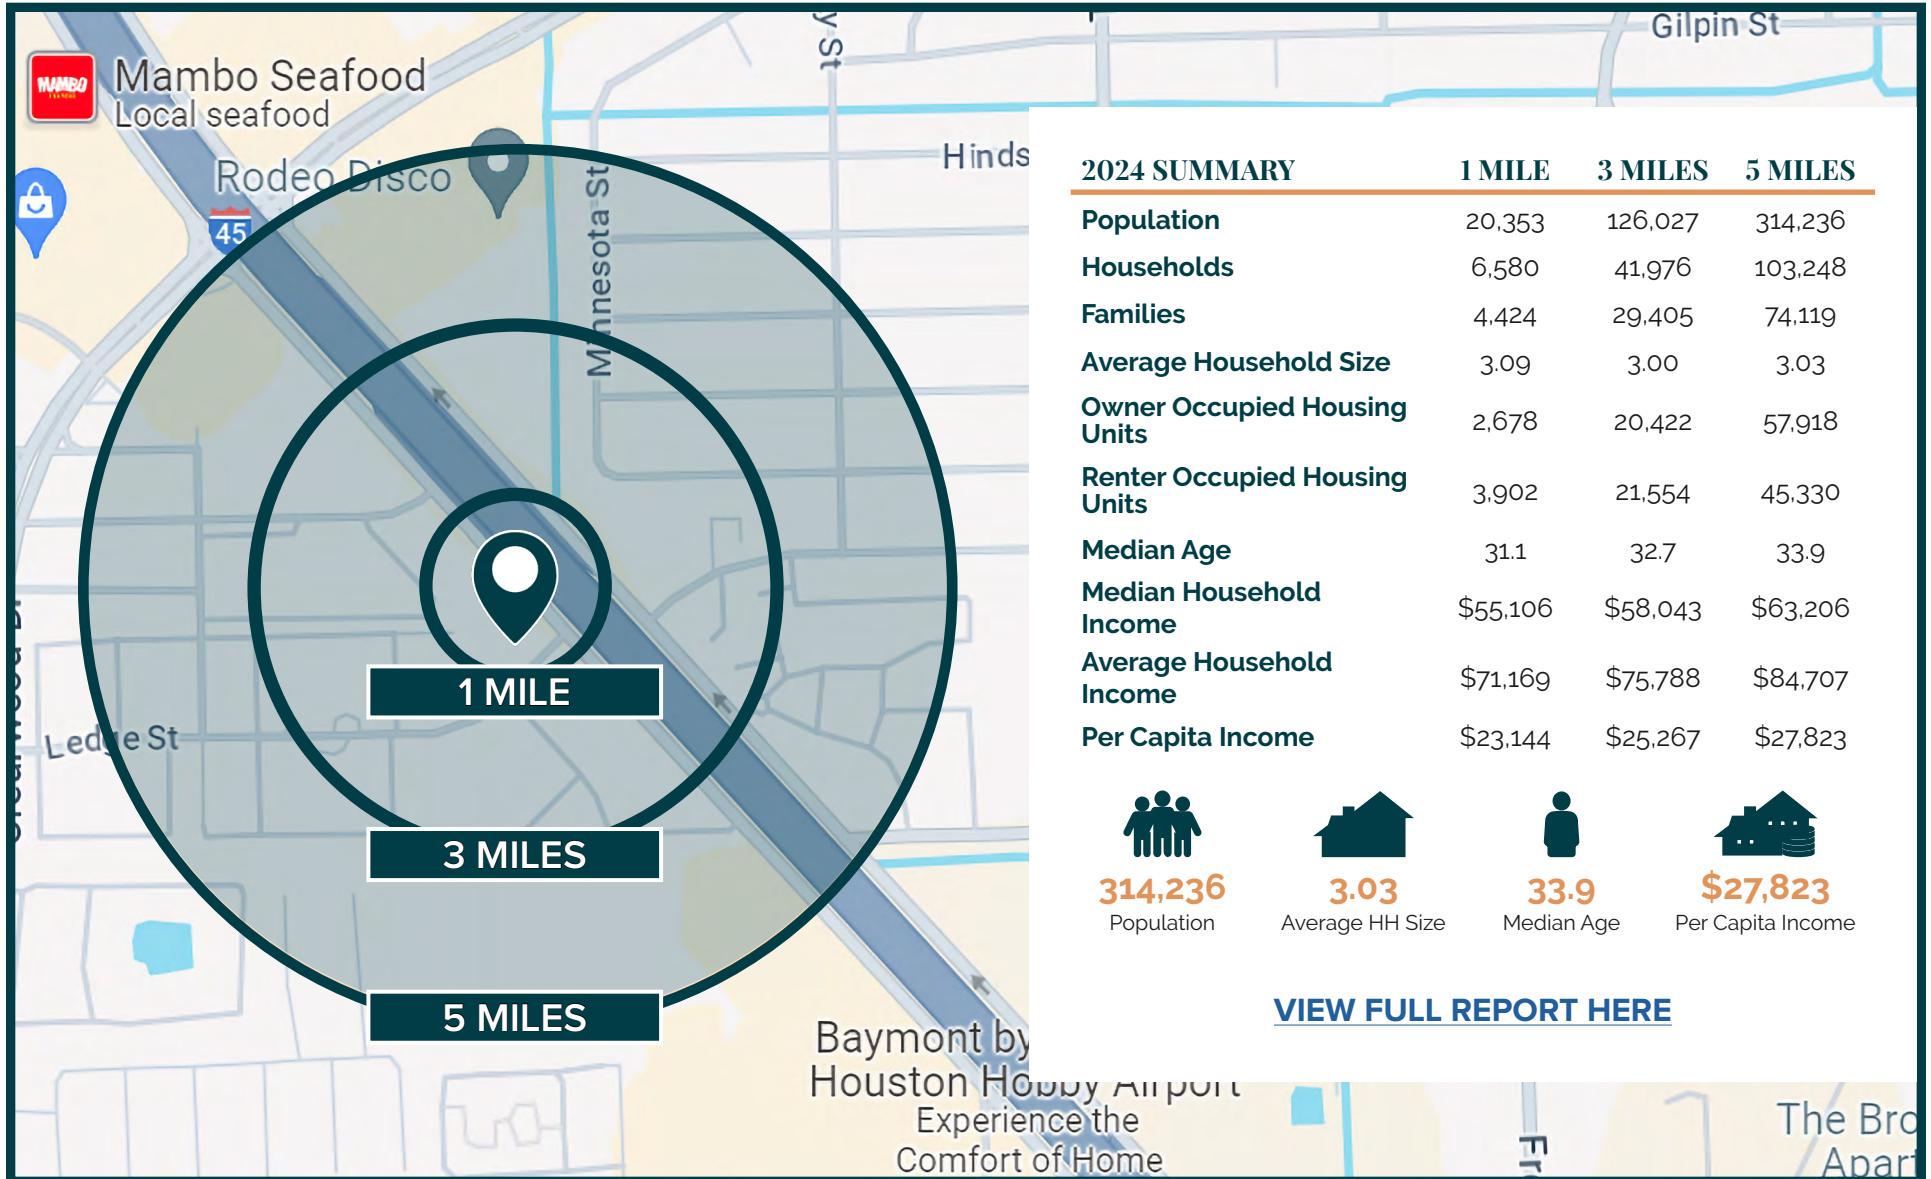 Gilpin St
y St
MAMBO
Mambo Seafood
Local seafood
Rodeo Disco
45
Minnesota St
Hinds
2024 SUMMARY 1 MILE 3 MILES 5 MILES
Population 20,353 126,027 314,236
Households 6,580 41,976 103,248
Families 4,424 29,405 74,119
Average Household Size 3.09 3.00 3.03
Owner Occupied Housing
Units 2,678 20,422 57,918
Renter Occupied Housing
Units 3,902 21,554 45,330
Median Age 31.1 32.7 33.9
Median Household
Income $55,106 $58,043 $63,206
Average Household
Income $71,169 $75,788 $84,707
Per Capita Income $23,144 $25,267 $27,823
314,236 3.03 33.9 $27,823
Population Average HH Size Median Age Per Capita Income
VIEW FULL REPORT HERE
1 MILE
Ledge St
3 MILES
5 MILES
Baymont by
Houston Hobby Airport
Experience the
Comfort of Home
Fr
The Bro
Apart